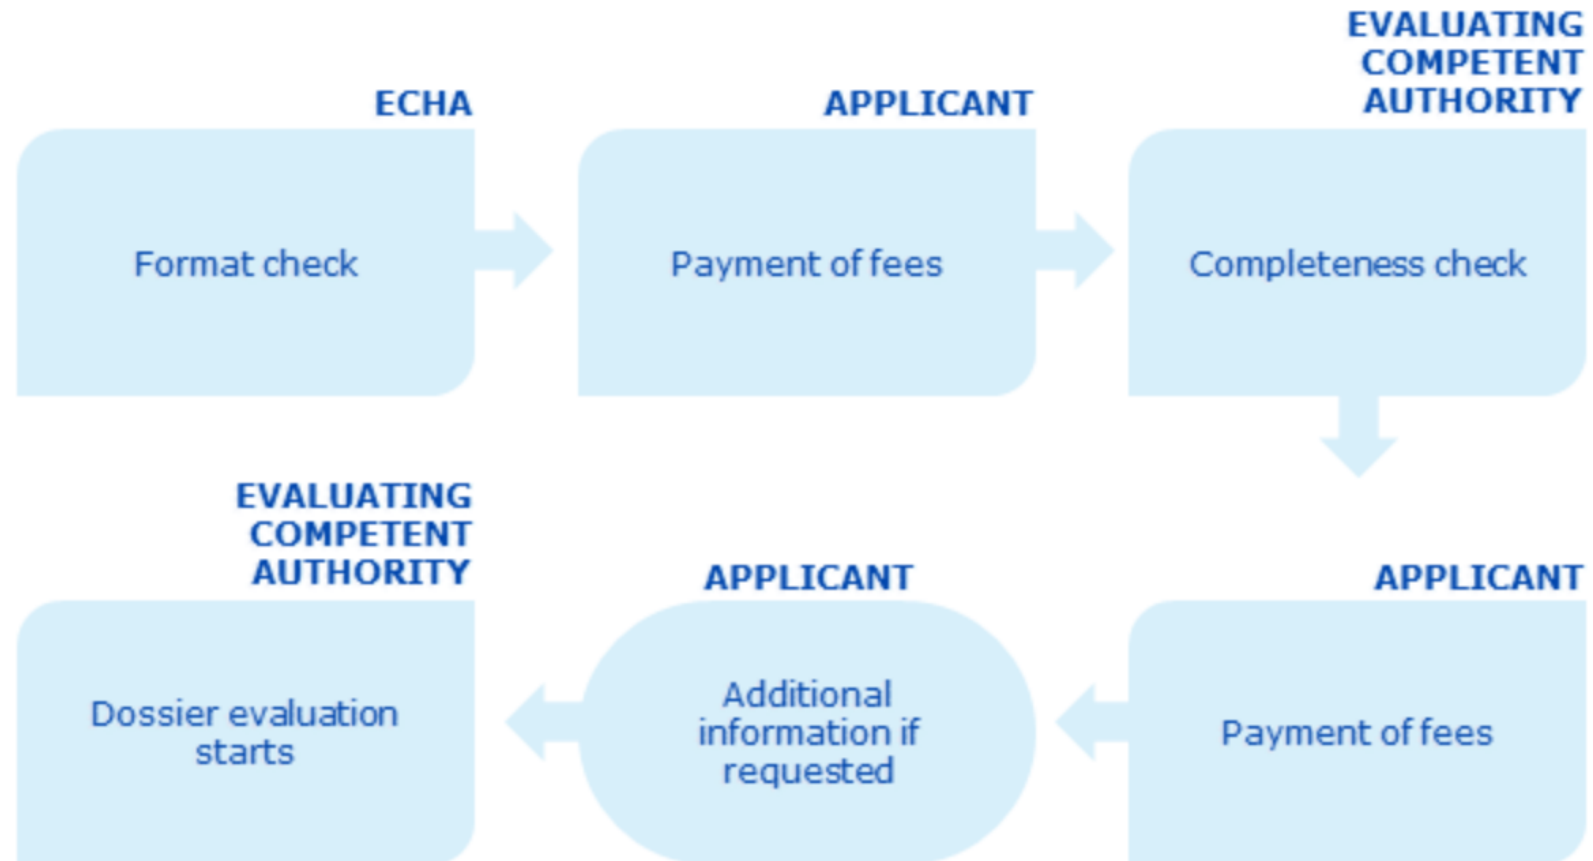 ECHA
Format check
APPLICANT
Payment of fees
EVALUATING
COMPETENT
AUTHORITY
Completeness check
APPLICANT
Payment of fees
APPLICANT
Additional
information if
requested
EVALUATING
COMPETENT
AUTHORITY
Dossier evaluation
starts